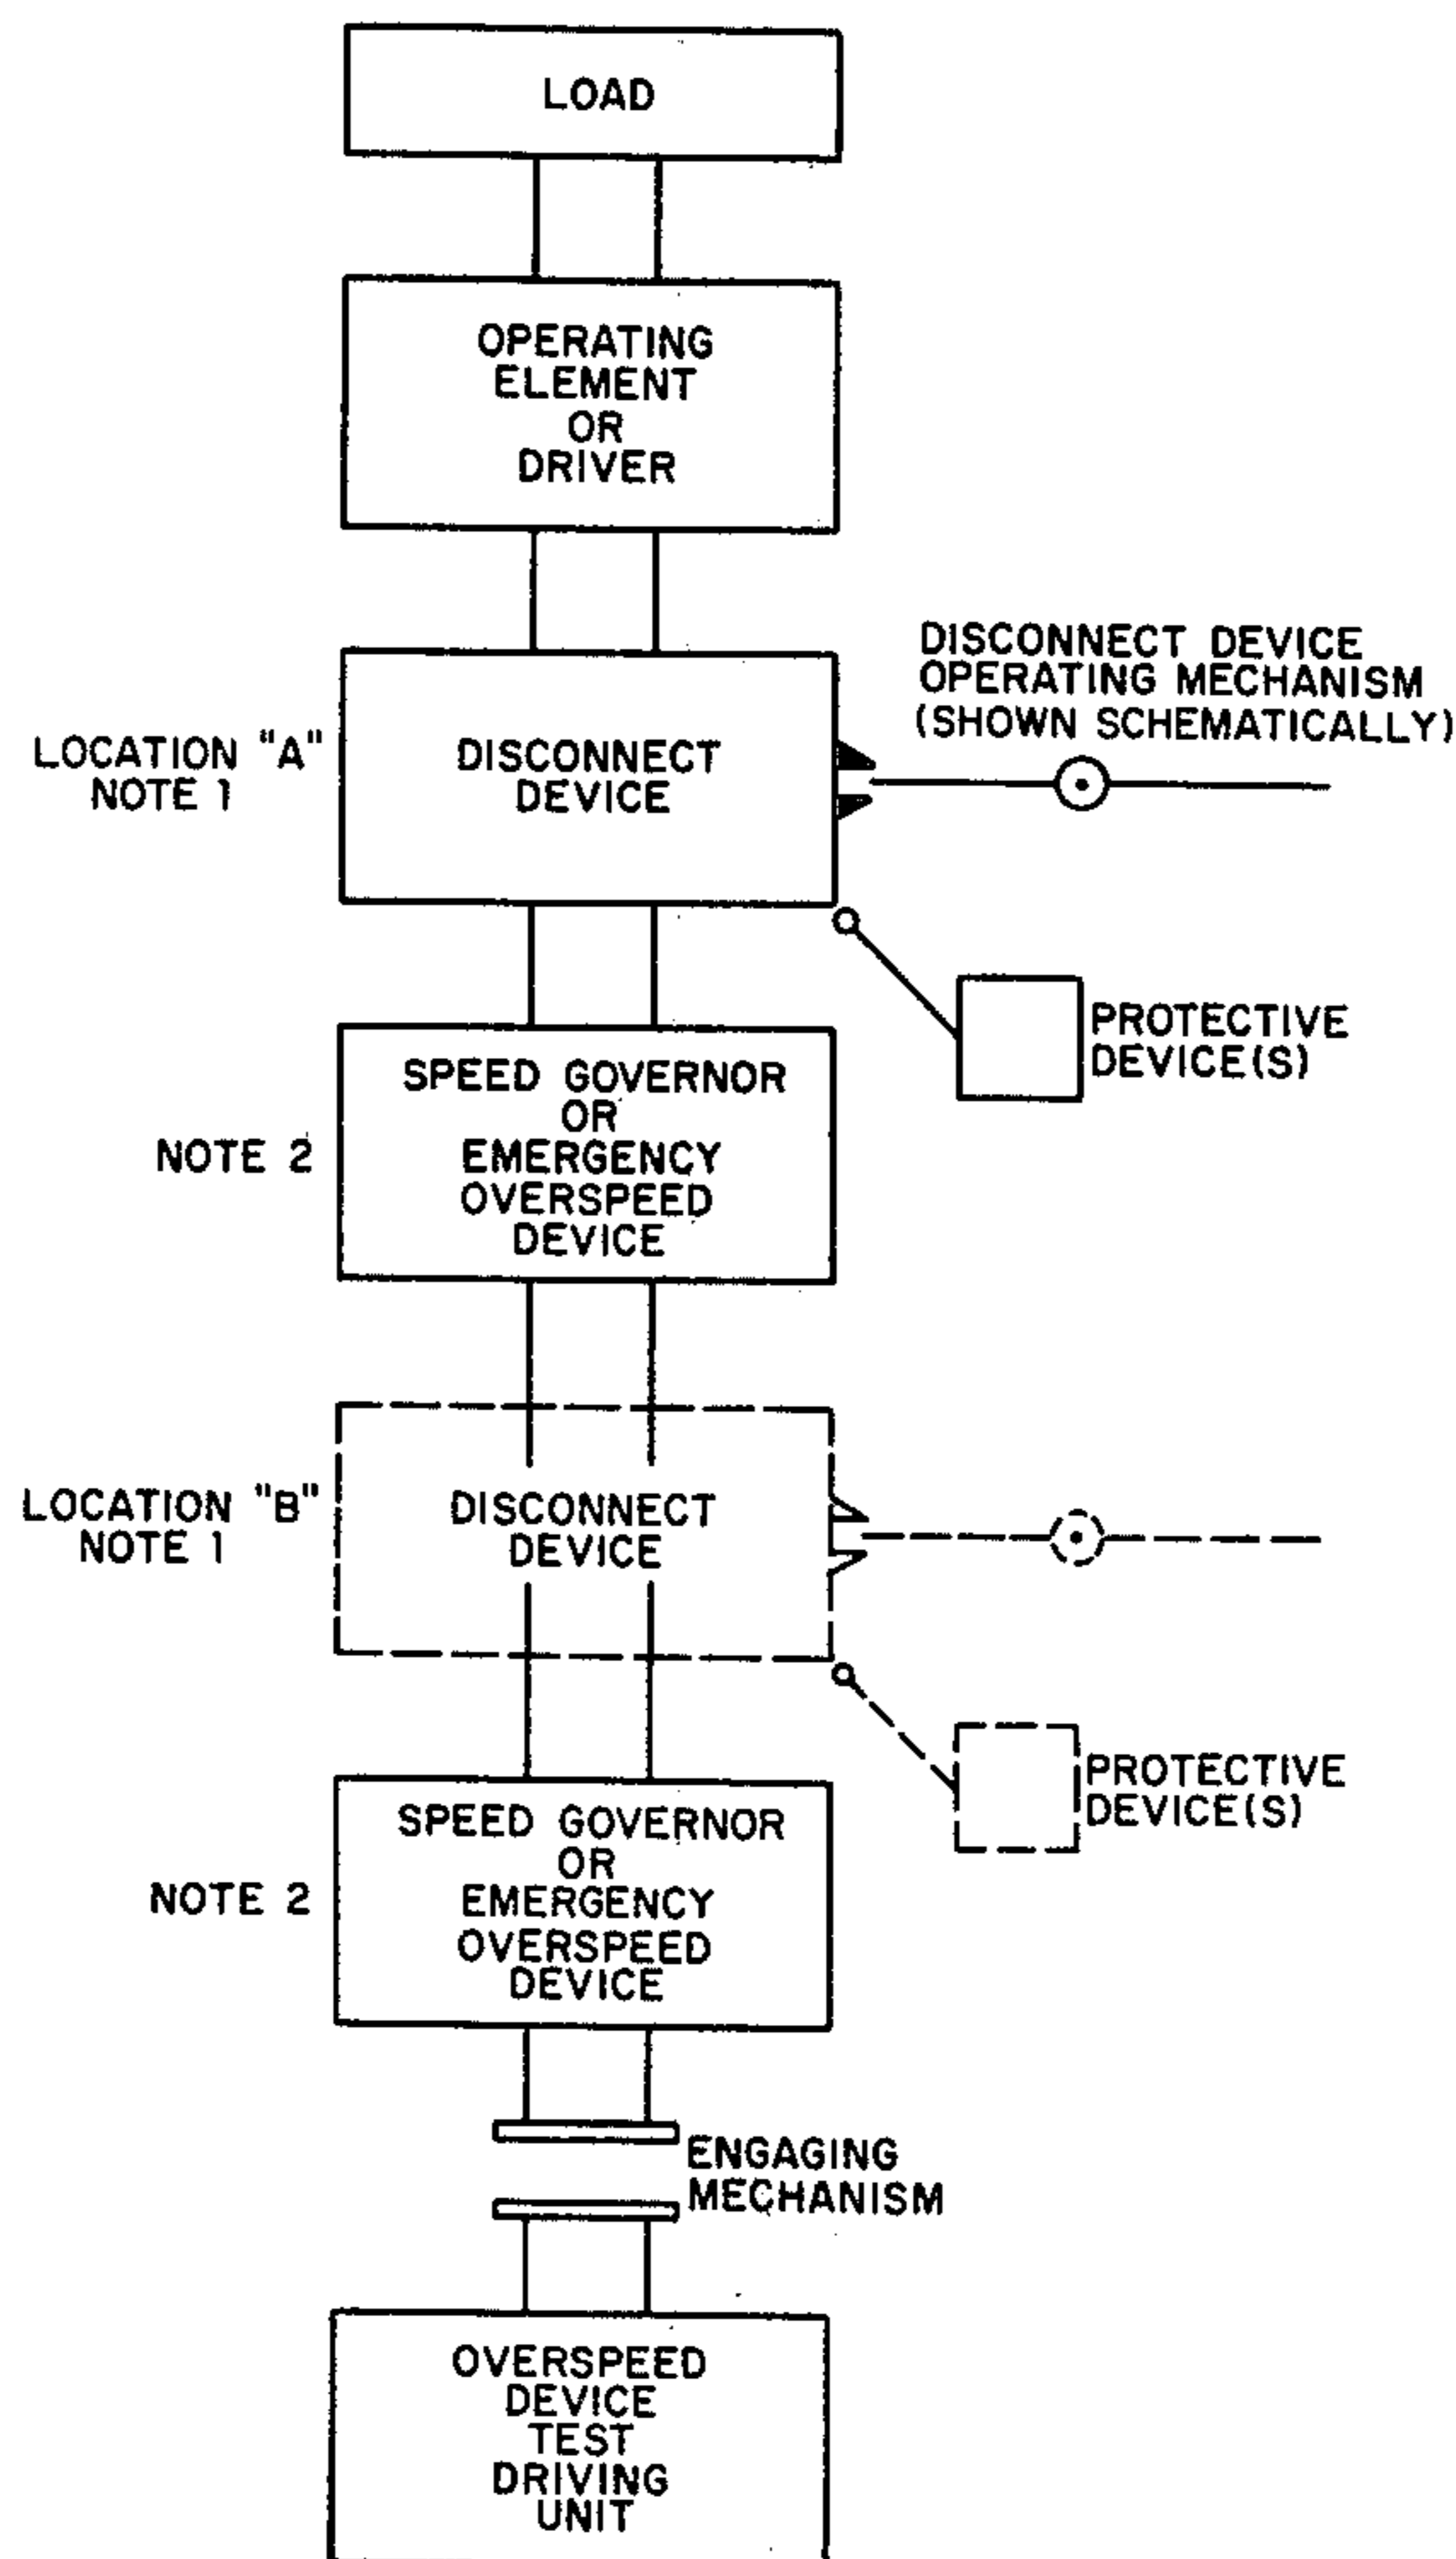 LOAD
OPERATING
ELEMENT
OR
DRIVER
DISCONNECT DEVICE
OPERATING MECHANISM
(SHOWN SCHEMATICALLY)
LOCATION "A"
NOTE 1
DISCONNECT
DEVICE
PROTECTIVE
DEVICE(S)
NOTE 2
SPEED GOVERNOR
OR
EMERGENCY
OVERSPEED
DEVICE
LOCATION "B"
NOTE 1
DISCONNECT
DEVICE
PROTECTIVE
DEVICE(S)
NOTE 2
SPEED GOVERNOR
OR
EMERGENCY
OVERSPEED
DEVICE
ENGAGING
MECHANISM
OVERSPEED
DEVICE
TEST
DRIVING
UNIT